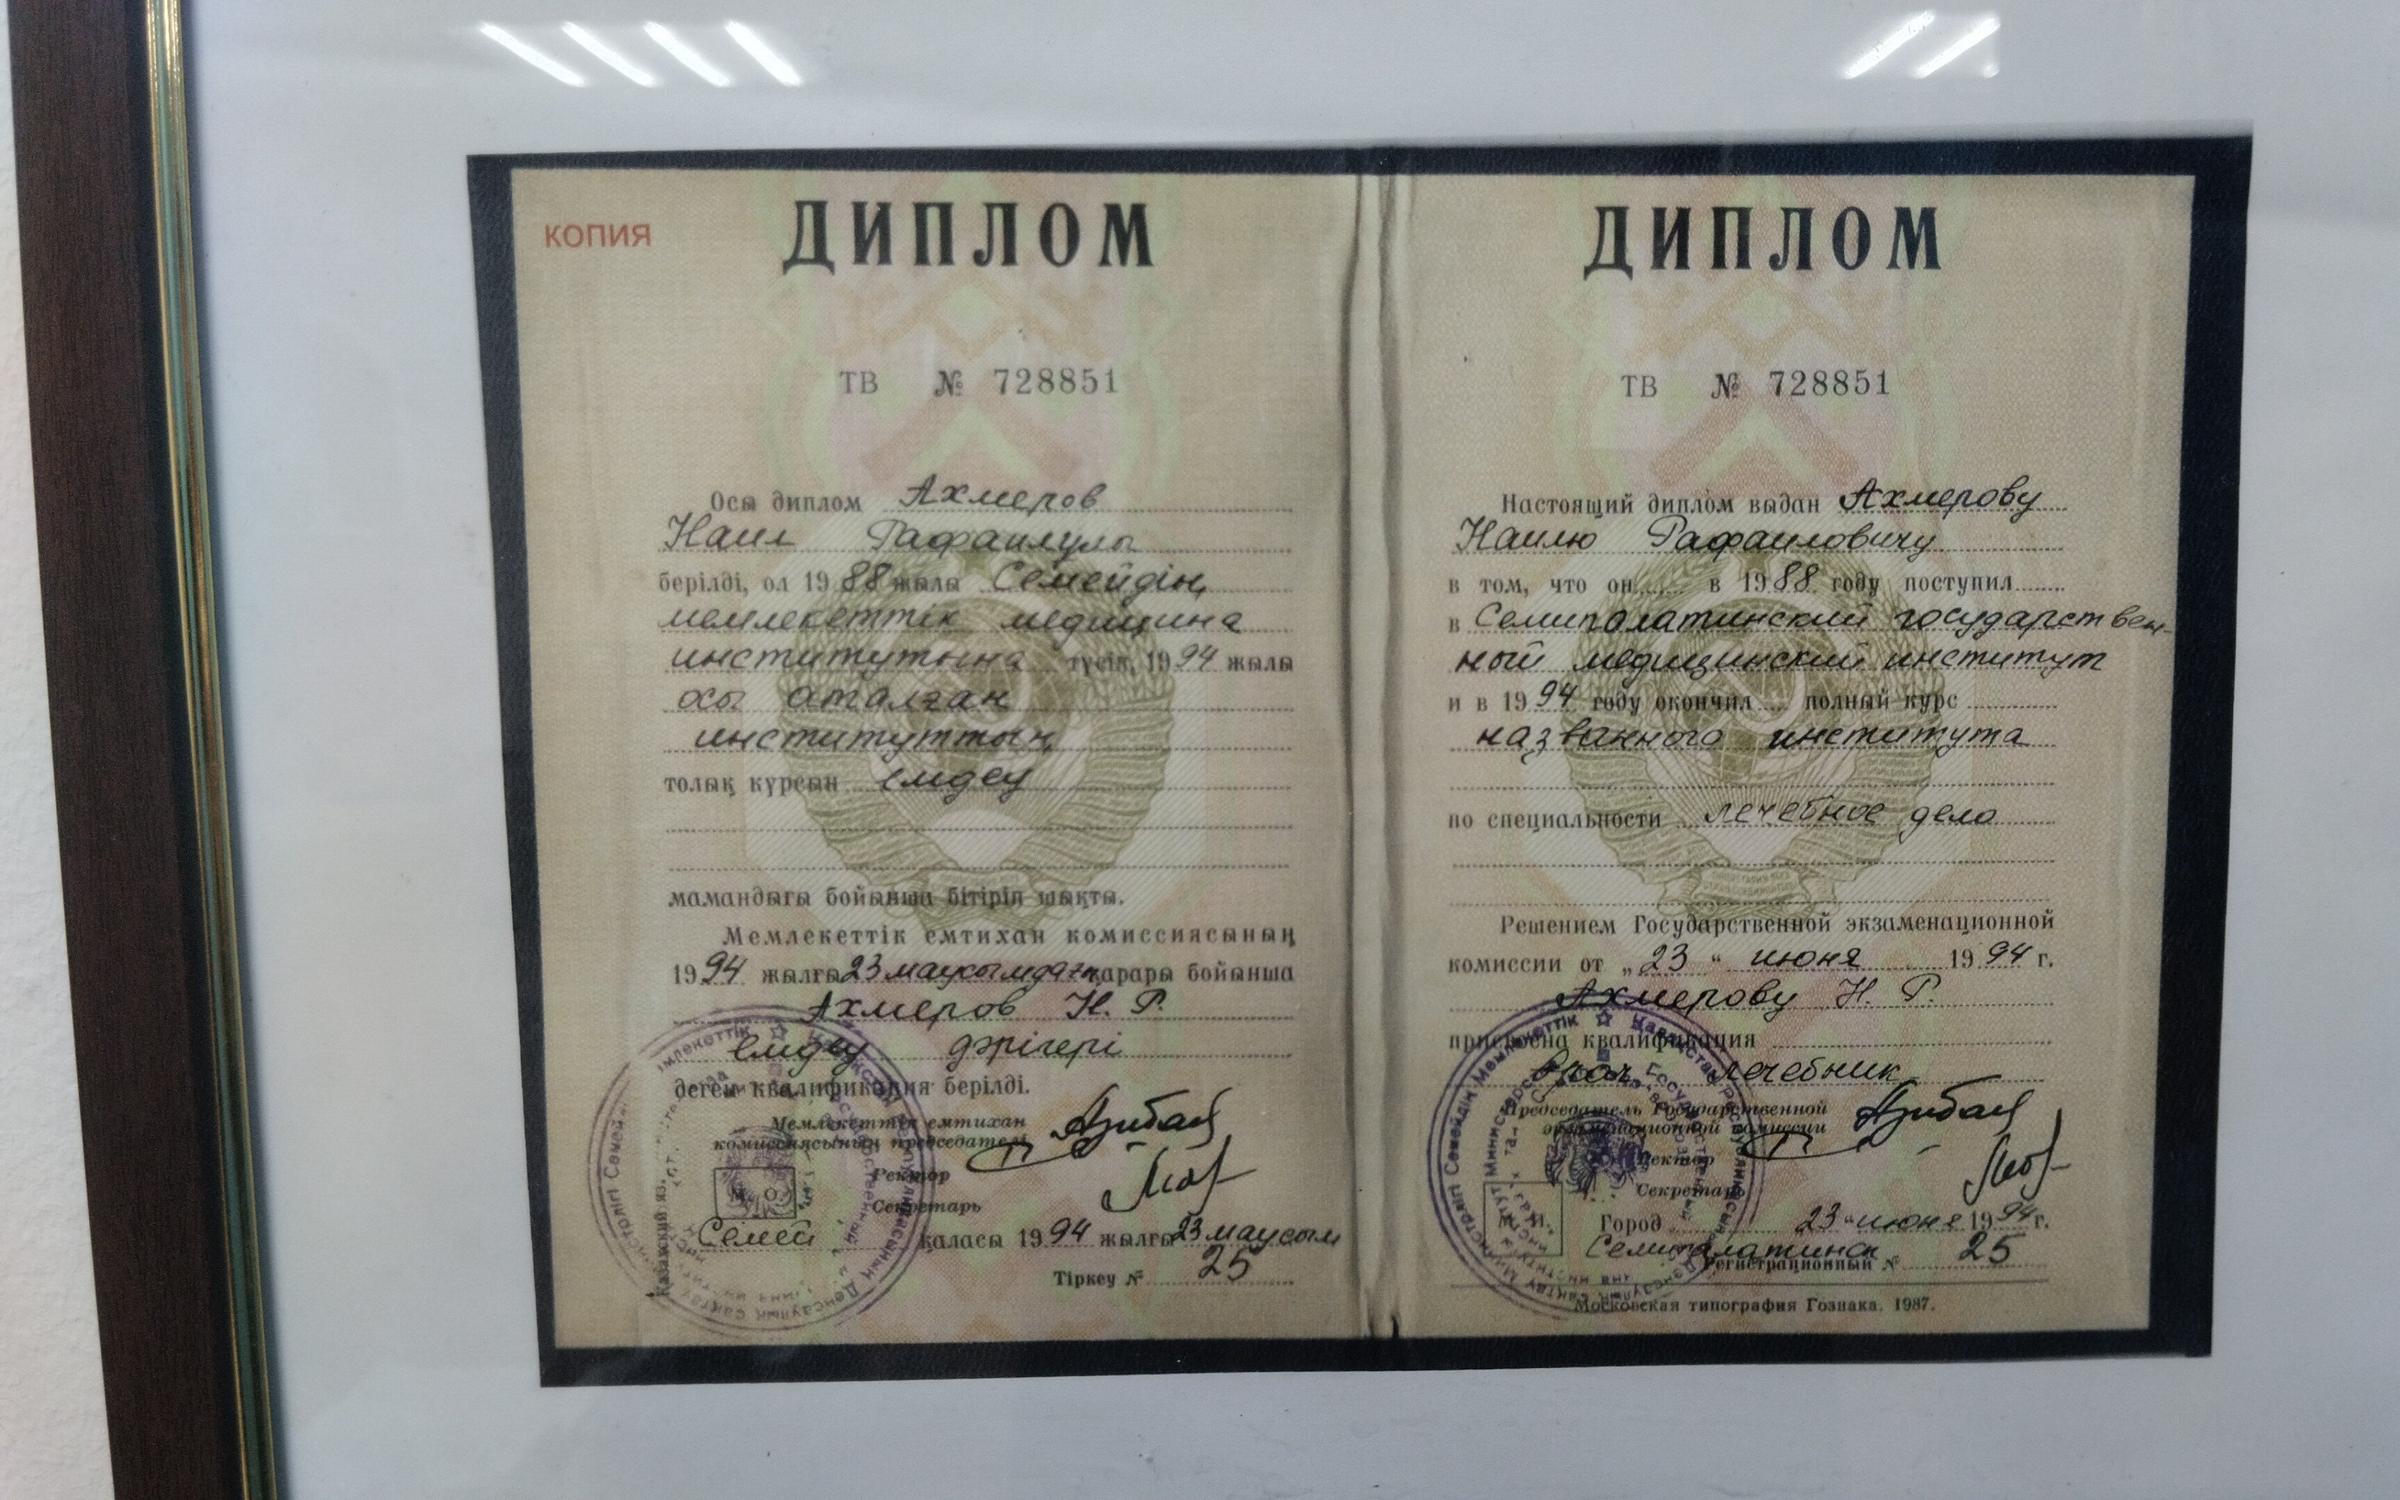 КОПИЯ
ДИПЛОМ
ТВ № 728851
Осы диплом Ахмеров
Наил Рафаилулы
берілді, ол 1988 жылы Семейдің
мемлекеттік медицина
институтына түсіп, 1994 жылы
осы аталған
институттың
толық курсын емдеу
мамандығы бойынша бітіріп шықты.
Мемлекеттік емтихан комиссиясының
1994 жылғы 23 маусымдағы қарары бойынша
Ахмеров Н. Р.
емдеу дәрігері
деген квалификация берілді.
Мемлекеттік емтихан
комиссиясының председателі
Ректор
Секретарь
М. О.
Семей қаласы 1994 жылғы 23 маусым
Тіркеу № 25
Казахский яз.
ДИПЛОМ
ТВ № 728851
Настоящий диплом выдан Ахмерову
Наилю Рафаиловичу
в том, что он в 1988 году поступил
в Семипалатинский государствен-
ный медицинский институт
и в 1994 году окончил полный курс
названного института
по специальности лечебное дело
Решением Государственной экзаменационной
комиссии от „23“ июня 1994 г.
Ахмерову Н. Р.
присвоена квалификация
врач лечебник
Председатель Государственной
экзаменационной комиссии
Ректор
Секретарь
М. П.
Город 23 “ июня 1994 г.
Семипалатинск 25
Регистрационный №
Московская типография Гознака. 1987.